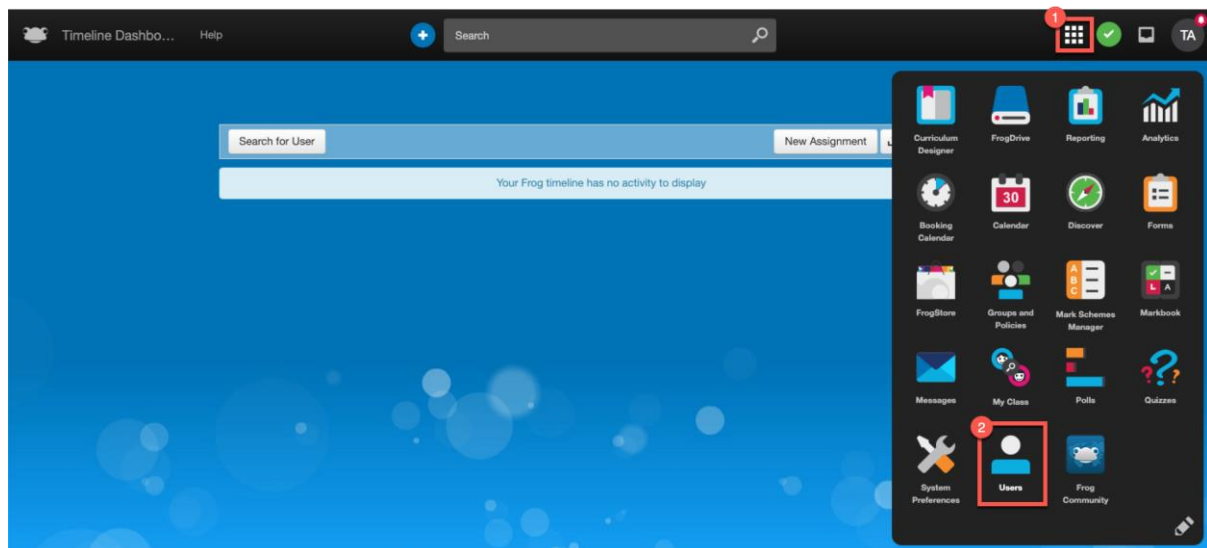 Timeline Dashbo...
Help
Search
1
TA
Search for User
New Assignment
Your Frog timeline has no activity to display
Curriculum
Designer
FrogDrive
Reporting
Analytics
30
Booking
Calendar
Calendar
Discover
Forms
A
B
C
L A
FrogStore
Groups and
Policies
Mark Schemes
Manager
Markbook
???
Messages
My Class
Polls
Quizzes
2
System
Preferences
Users
Frog
Community